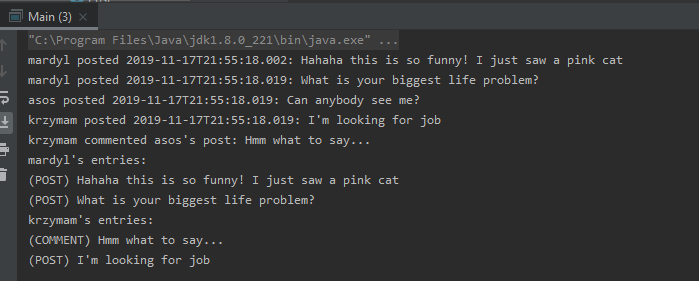 Main (3) ×
"C:\Program Files\Java\jdk1.8.0_221\bin\java.exe" ...
mardyl posted 2019-11-17T21:55:18.002: Hahaha this is so funny! I just saw a pink cat
mardyl posted 2019-11-17T21:55:18.019: What is your biggest life problem?
asos posted 2019-11-17T21:55:18.019: Can anybody see me?
krzymam posted 2019-11-17T21:55:18.019: I'm looking for job
krzymam commented asos's post: Hmm what to say...
mardyl's entries:
(POST) Hahaha this is so funny! I just saw a pink cat
(POST) What is your biggest life problem?
krzymam's entries:
(COMMENT) Hmm what to say...
(POST) I'm looking for job